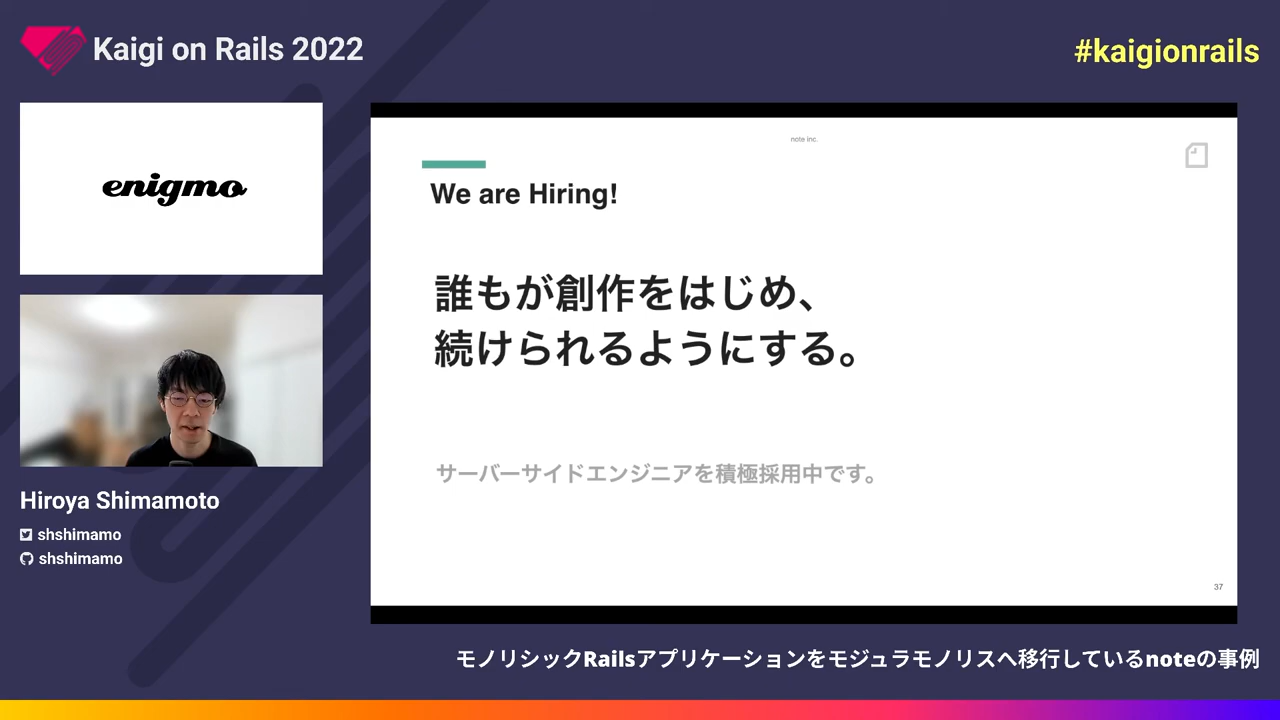 Kaigi on Rails 2022
#kaigionrails
enigmo
Hiroya Shimamoto
shshimamo
shshimamo
note inc.
We are Hiring!
誰もが創作をはじめ、
続けられるようにする。
サーバーサイドエンジニアを積極採用中です。
37
モノリシックRailsアプリケーションをモジュラモノリスへ移行しているnoteの事例